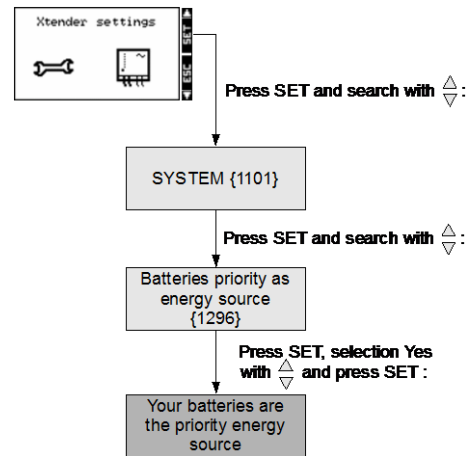 Xtender settings
SET
ESC
Press SET and search with :
SYSTEM {1101}
Press SET and search with :
Batteries priority as
energy source
{1296}
Press SET, selection Yes
with and press SET :
Your batteries are
the priority energy
source